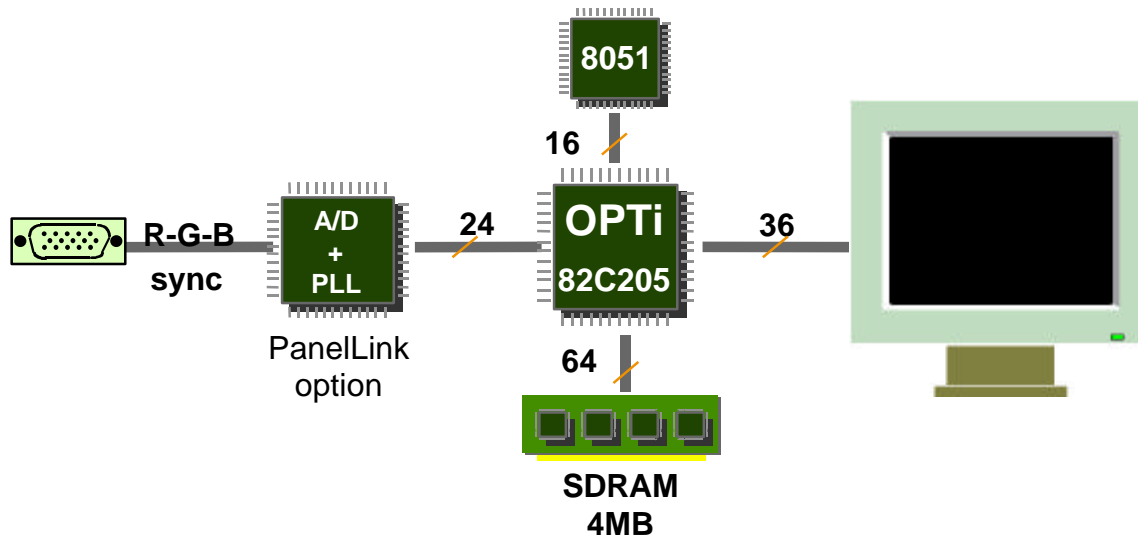 8051
16
R-G-B
sync
A/D
+
PLL
PanelLink
option
24
OPTi
82C205
36
64
SDRAM
4MB